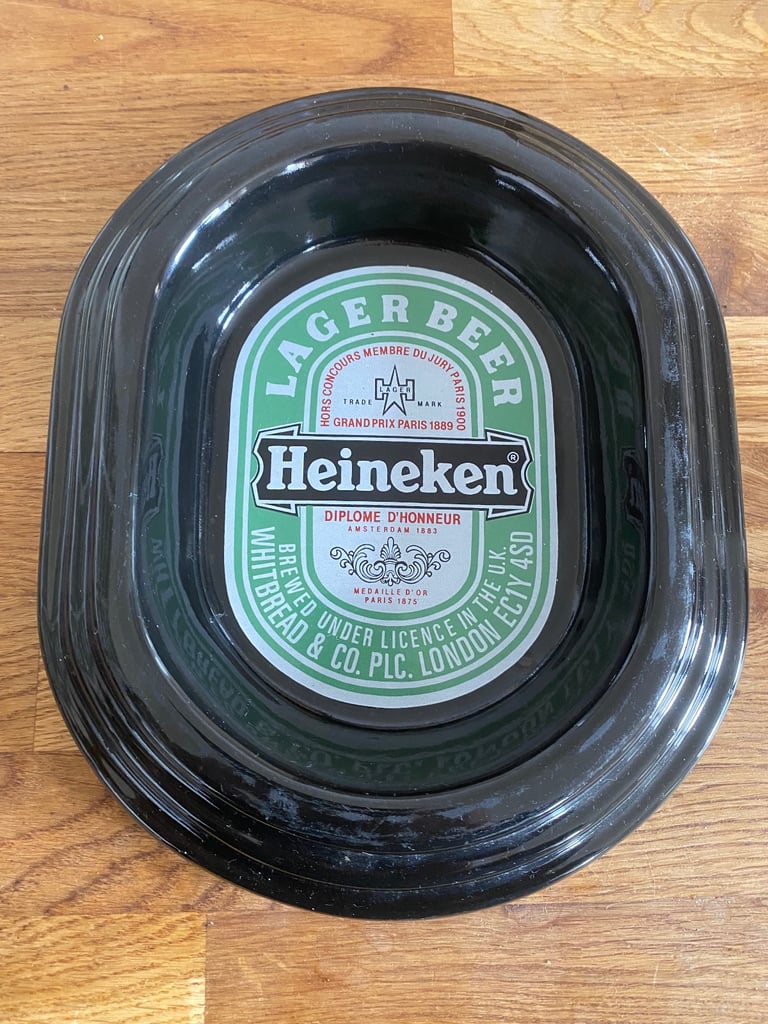 LAGER BEER
HORS CONCOURS MEMBRE DU JURY PARIS 1900
LAGER
TRADE MARK
GRAND PRIX PARIS 1889
Heineken®
DIPLOME D'HONNEUR
AMSTERDAM 1883
MEDAILLE D'OR
PARIS 1875
BREWED UNDER LICENCE IN THE U.K.
WHITBREAD & CO. PLC. LONDON EC1Y 4SD